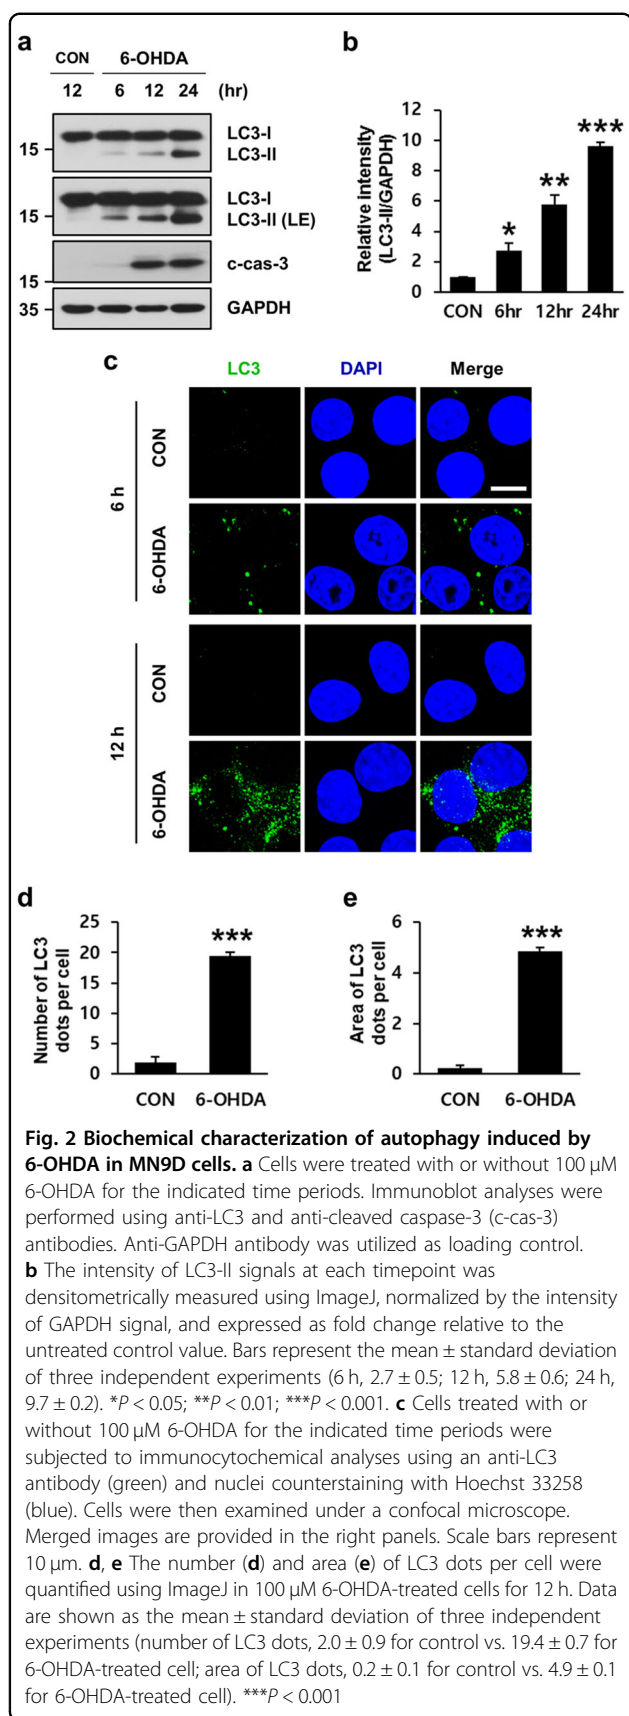 a
CON 6-OHDA
12 6 12 24 (hr)
LC3-I
15
LC3-II
LC3-I
15
LC3-II (LE)
c-cas-3
15
35
GAPDH
b
Relative intensity
(LC3-II/GAPDH)
12
10
8
6
4
2
0
*
**
***
CON 6hr 12hr 24hr
c
LC3 DAPI Merge
6 h
CON
6-OHDA
12 h
CON
6-OHDA
d
Number of LC3
dots per cell
25
20
15
10
5
0
***
CON 6-OHDA
e
Area of LC3
dots per cell
6
4
2
0
***
CON 6-OHDA
Fig. 2 Biochemical characterization of autophagy induced by
6-OHDA in MN9D cells. a Cells were treated with or without 100 µM
6-OHDA for the indicated time periods. Immunoblot analyses were
performed using anti-LC3 and anti-cleaved caspase-3 (c-cas-3)
antibodies. Anti-GAPDH antibody was utilized as loading control.
b The intensity of LC3-II signals at each timepoint was
densitometrically measured using ImageJ, normalized by the intensity
of GAPDH signal, and expressed as fold change relative to the
untreated control value. Bars represent the mean ± standard deviation
of three independent experiments (6 h, 2.7 ± 0.5; 12 h, 5.8 ± 0.6; 24 h,
9.7 ± 0.2). *P < 0.05; **P < 0.01; ***P < 0.001. c Cells treated with or
without 100 µM 6-OHDA for the indicated time periods were
subjected to immunocytochemical analyses using an anti-LC3
antibody (green) and nuclei counterstaining with Hoechst 33258
(blue). Cells were then examined under a confocal microscope.
Merged images are provided in the right panels. Scale bars represent
10 µm. d, e The number (d) and area (e) of LC3 dots per cell were
quantified using ImageJ in 100 µM 6-OHDA-treated cells for 12 h. Data
are shown as the mean ± standard deviation of three independent
experiments (number of LC3 dots, 2.0 ± 0.9 for control vs. 19.4 ± 0.7 for
6-OHDA-treated cell; area of LC3 dots, 0.2 ± 0.1 for control vs. 4.9 ± 0.1
for 6-OHDA-treated cell). ***P < 0.001